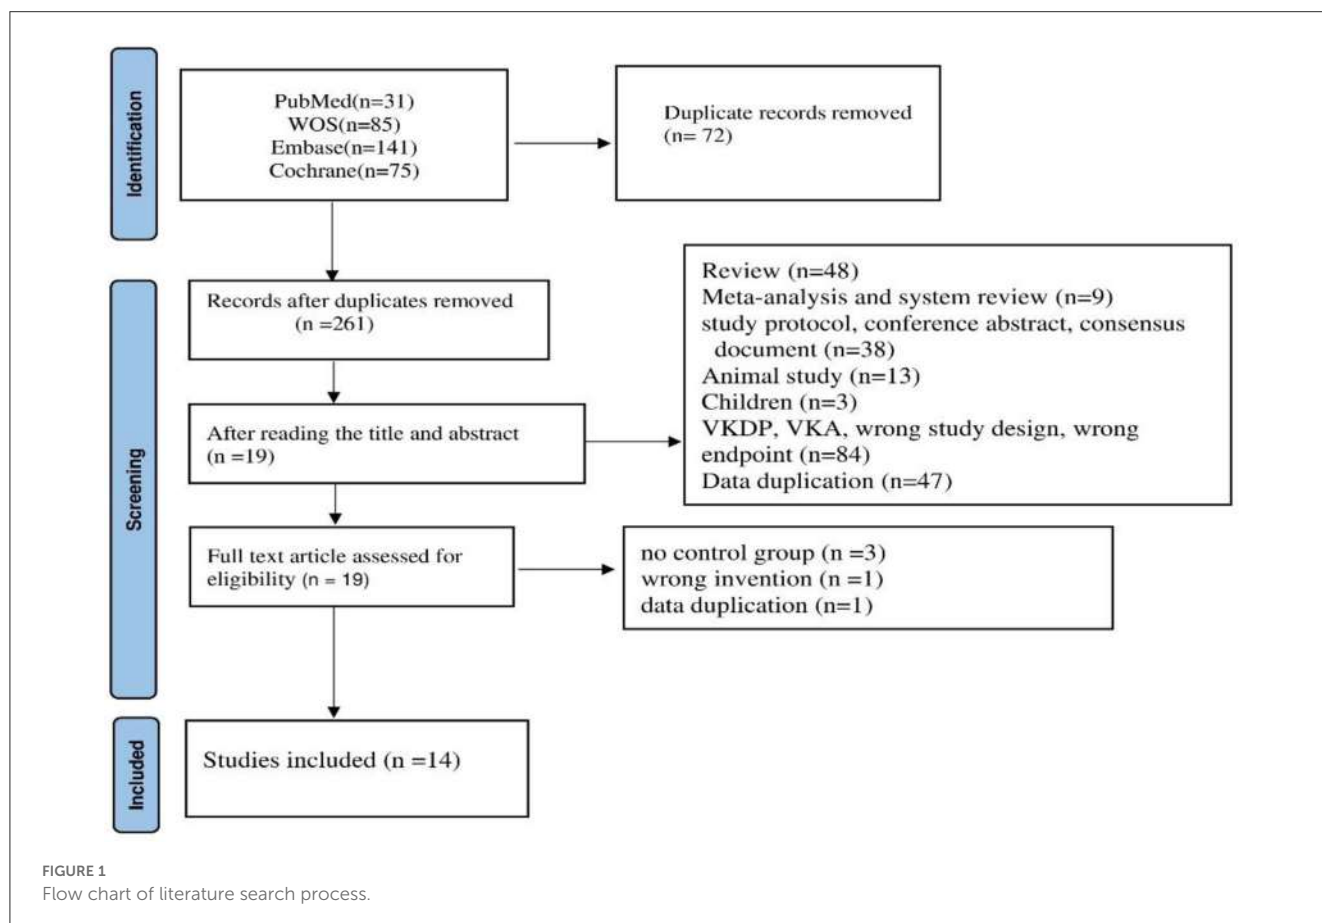 Identification
PubMed(n=31)
WOS(n=85)
Embase(n=141)
Cochrane(n=75)
Duplicate records removed
(n= 72)
Screening
Records after duplicates removed
(n =261)
After reading the title and abstract
(n =19)
Review (n=48)
Meta-analysis and system review (n=9)
study protocol, conference abstract, consensus
document (n=38)
Animal study (n=13)
Children (n=3)
VKDP, VKA, wrong study design, wrong
endpoint (n=84)
Data duplication (n=47)
Full text article assessed for
eligibility (n = 19)
no control group (n =3)
wrong invention (n =1)
data duplication (n=1)
Included
Studies included (n =14)
FIGURE 1
Flow chart of literature search process.